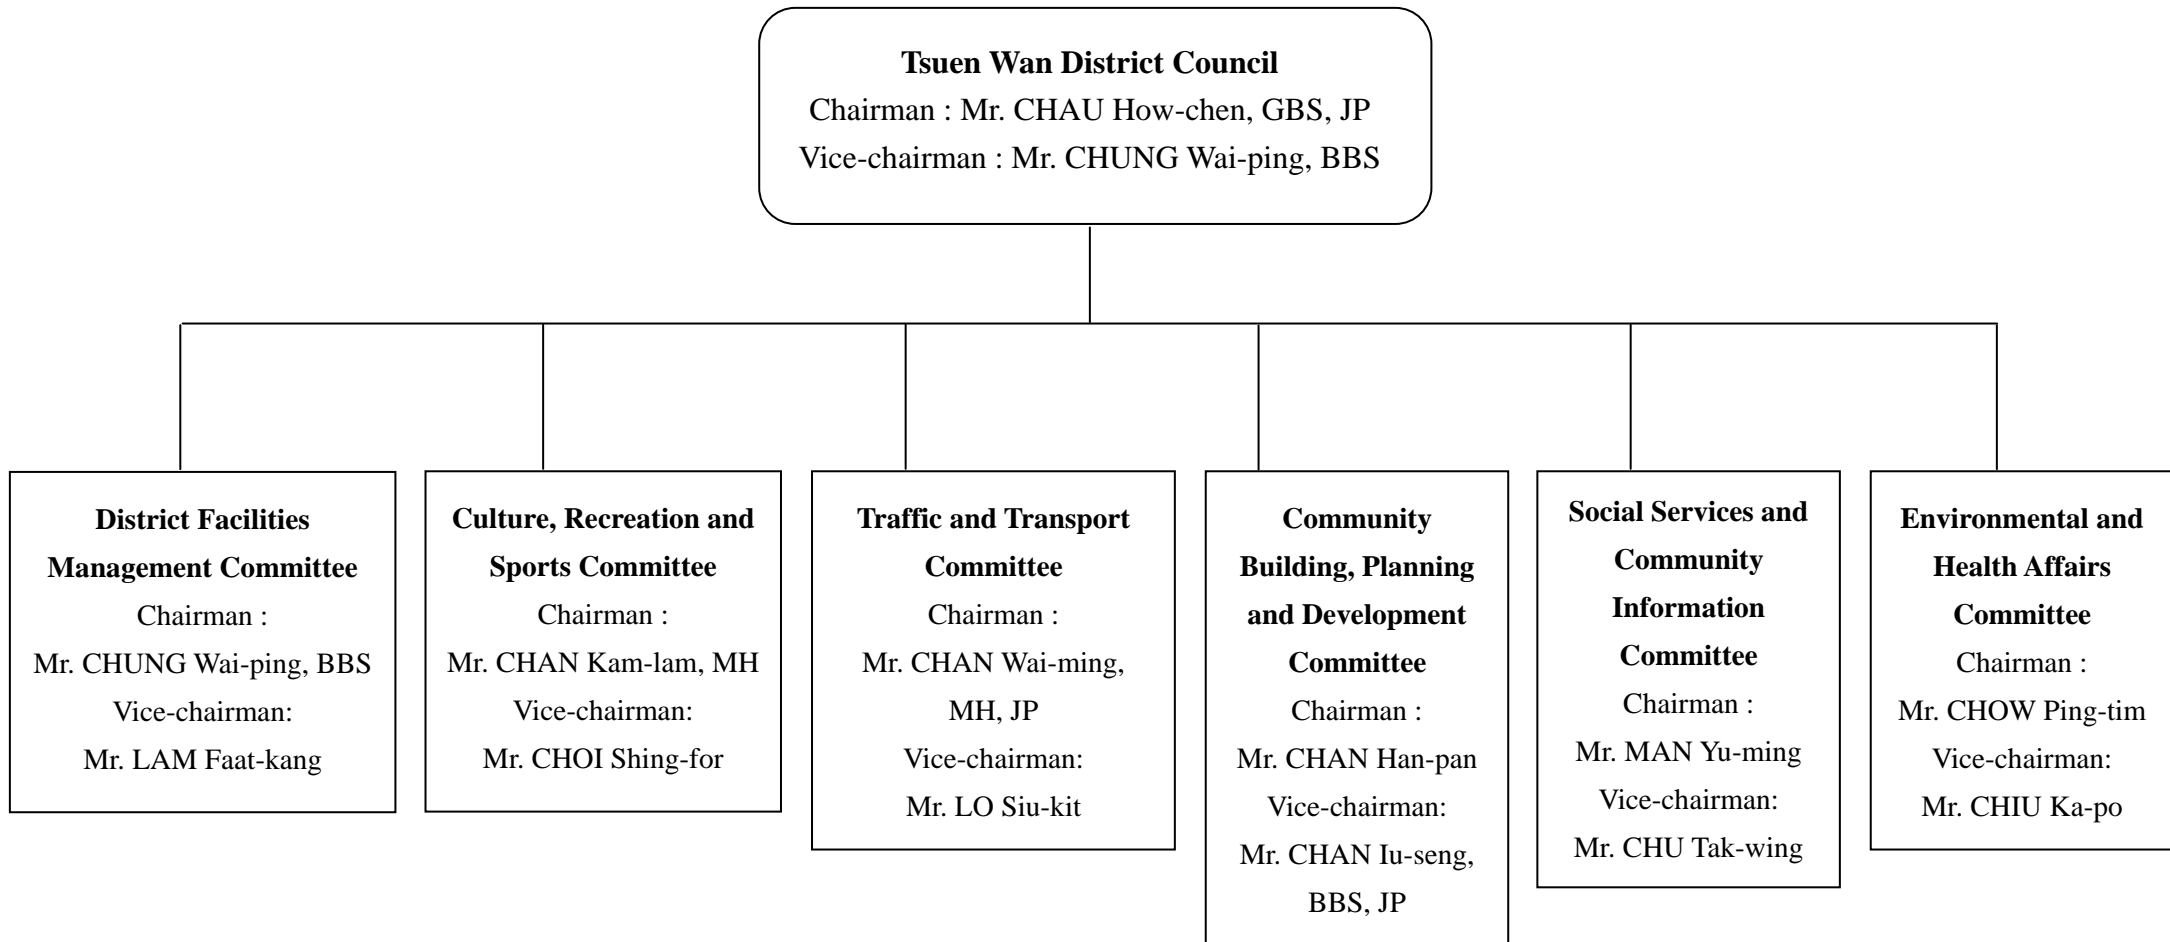 Tsuen Wan District Council
Chairman : Mr. CHAU How-chen, GBS, JP
Vice-chairman : Mr. CHUNG Wai-ping, BBS
District Facilities
Management Committee
Chairman :
Mr. CHUNG Wai-ping, BBS
Vice-chairman:
Mr. LAM Faat-kang
Culture, Recreation and
Sports Committee
Chairman :
Mr. CHAN Kam-lam, MH
Vice-chairman:
Mr. CHOI Shing-for
Traffic and Transport
Committee
Chairman :
Mr. CHAN Wai-ming,
MH, JP
Vice-chairman:
Mr. LO Siu-kit
Community
Building, Planning
and Development
Committee
Chairman :
Mr. CHAN Han-pan
Vice-chairman:
Mr. CHAN Iu-seng,
BBS, JP
Social Services and
Community
Information
Committee
Chairman :
Mr. MAN Yu-ming
Vice-chairman:
Mr. CHU Tak-wing
Environmental and
Health Affairs
Committee
Chairman :
Mr. CHOW Ping-tim
Vice-chairman:
Mr. CHIU Ka-po